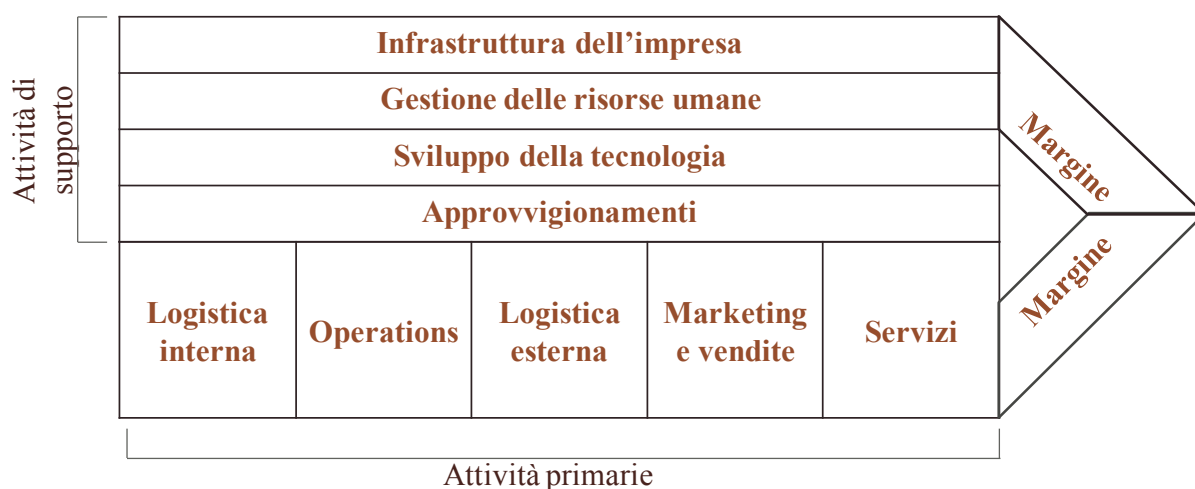 Attività di
supporto
Infrastruttura dell’impresa
Gestione delle risorse umane
Sviluppo della tecnologia
Approvvigionamenti
Logistica
interna
Operations
Logistica
esterna
Marketing
e vendite
Servizi
Margine
Margine
Attività primarie